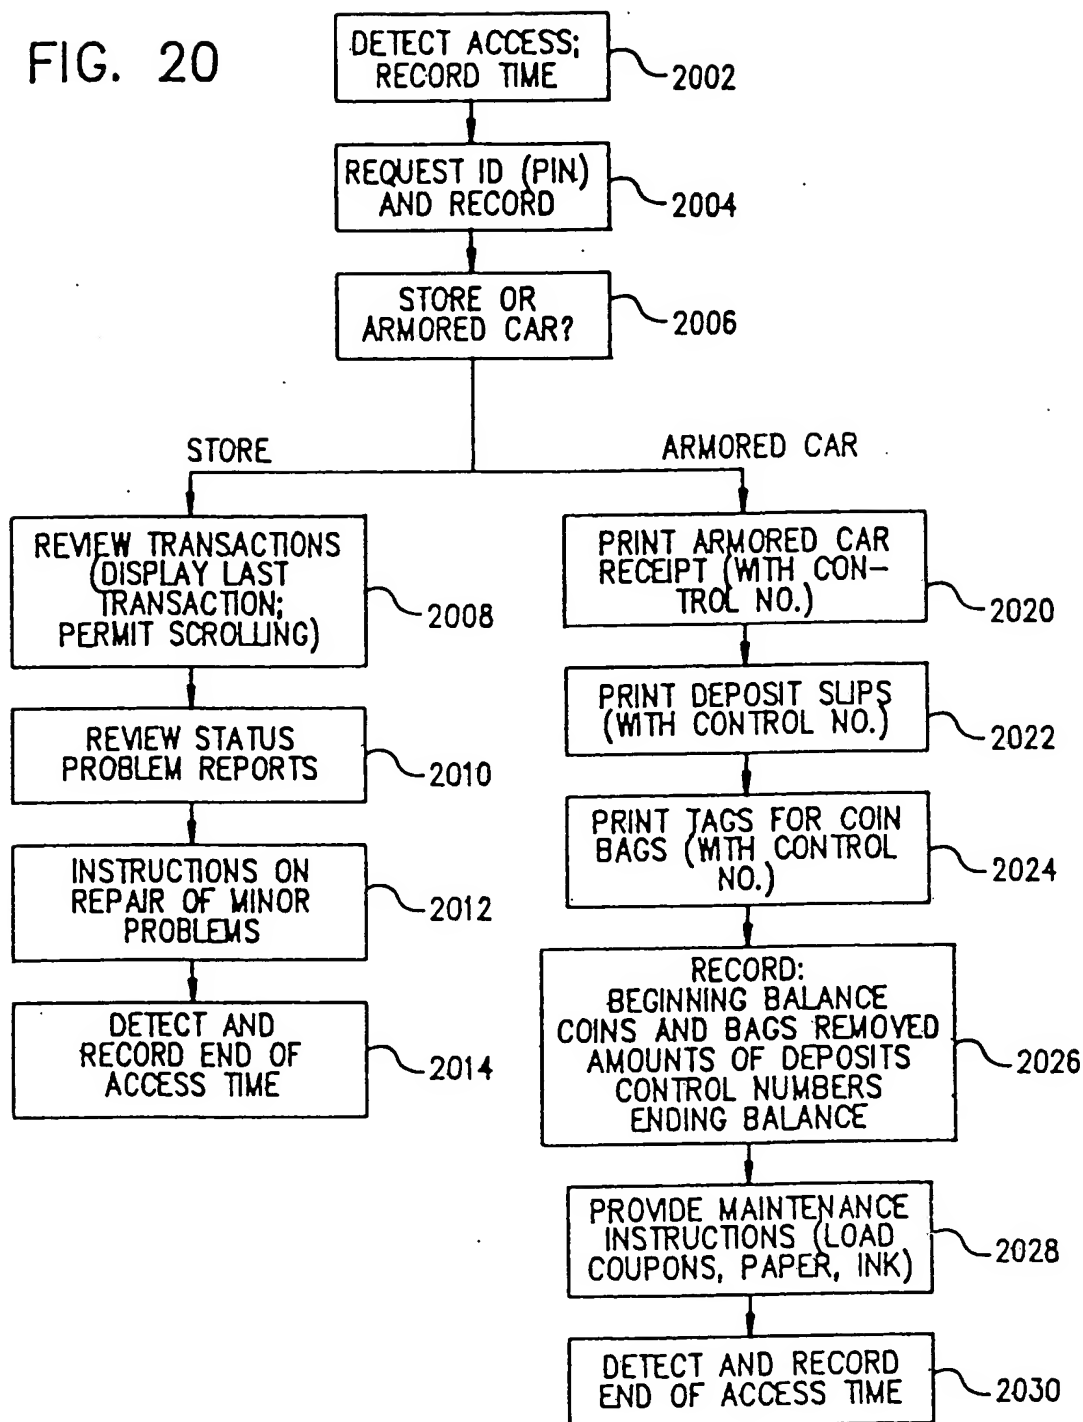 FIG. 20
DETECT ACCESS;
RECORD TIME
2002
REQUEST ID (PIN)
AND RECORD
2004
STORE OR
ARMORED CAR?
2006
STORE
ARMORED CAR
REVIEW TRANSACTIONS
(DISPLAY LAST
TRANSACTION;
PERMIT SCROLLING)
2008
REVIEW STATUS
PROBLEM REPORTS
2010
INSTRUCTIONS ON
REPAIR OF MINOR
PROBLEMS
2012
DETECT AND
RECORD END OF
ACCESS TIME
2014
PRINT ARMORED CAR
RECEIPT (WITH CON-
TROL NO.)
2020
PRINT DEPOSIT SLIPS
(WITH CONTROL NO.)
2022
PRINT TAGS FOR COIN
BAGS (WITH CONTROL
NO.)
2024
RECORD:
BEGINNING BALANCE
COINS AND BAGS REMOVED
AMOUNTS OF DEPOSITS
CONTROL NUMBERS
ENDING BALANCE
2026
PROVIDE MAINTENANCE
INSTRUCTIONS (LOAD
COUPONS, PAPER, INK)
2028
DETECT AND RECORD
END OF ACCESS TIME
2030